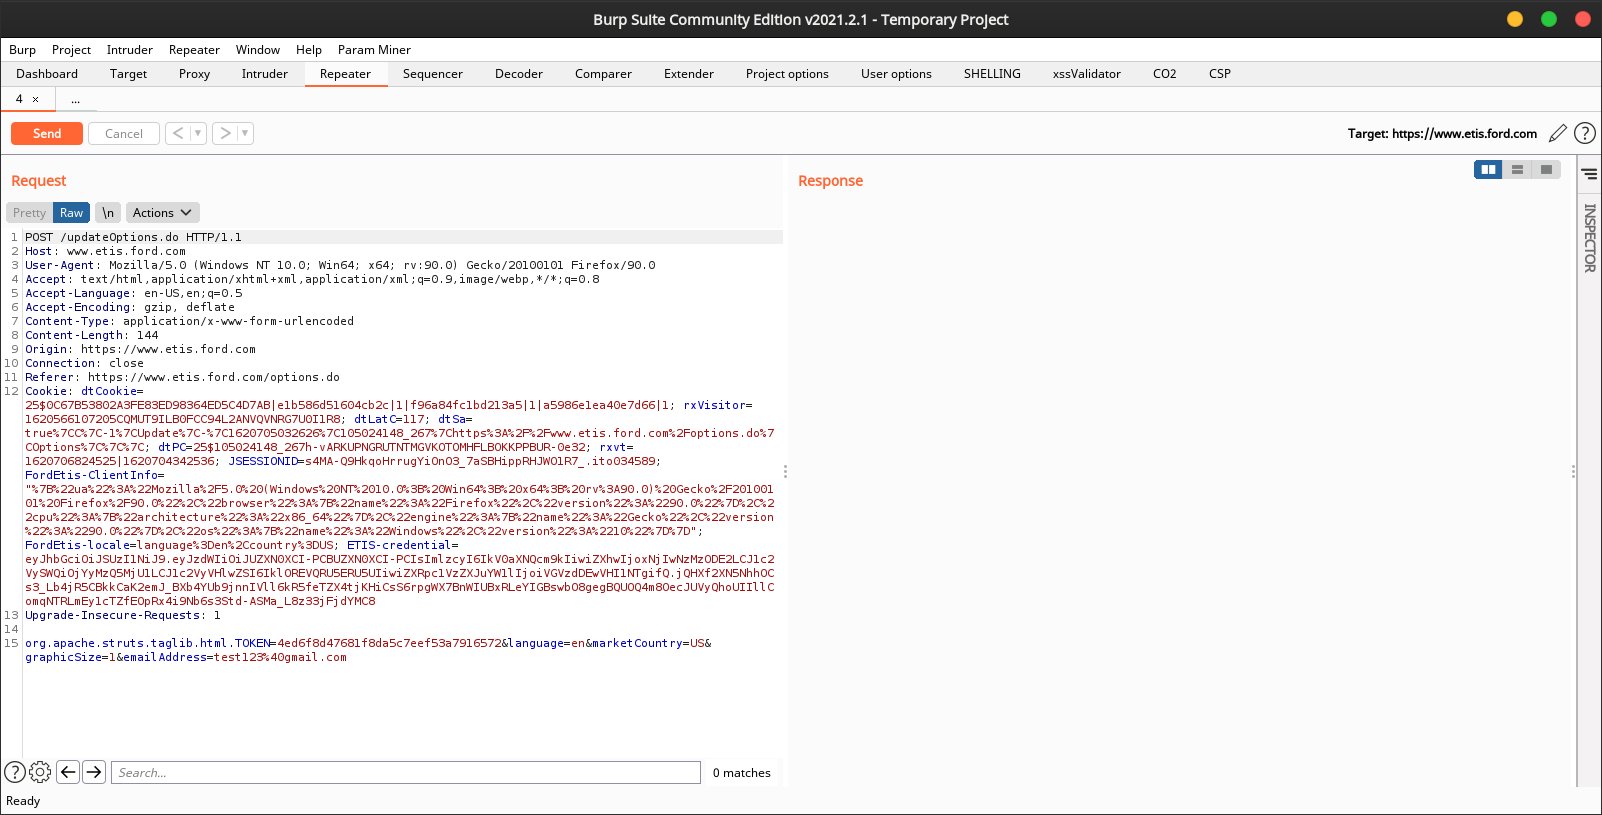 Burp Suite Community Edition v2021.2.1 - Temporary Project
Burp Project Intruder Repeater Window Help Param Miner
Dashboard Target Proxy Intruder Repeater Sequencer Decoder Comparer Extender Project options User options SHELLING xssValidator CO2 CSP
4 × ...
Send Cancel < > Target: https://www.etis.ford.com ?
Request
Response
Pretty Raw \n Actions
INSPECTOR
1 POST /updateOptions.do HTTP/1.1
2 Host: www.etis.ford.com
3 User-Agent: Mozilla/5.0 (Windows NT 10.0; Win64; x64; rv:90.0) Gecko/20100101 Firefox/90.0
4 Accept: text/html,application/xhtml+xml,application/xml;q=0.9,image/webp,*/*;q=0.8
5 Accept-Language: en-US,en;q=0.5
6 Accept-Encoding: gzip, deflate
7 Content-Type: application/x-www-form-urlencoded
8 Content-Length: 144
9 Origin: https://www.etis.ford.com
10 Connection: close
11 Referer: https://www.etis.ford.com/options.do
12 Cookie: dtCookie=
25$0C67B53802A3FE83ED98364ED5C4D7AB|e1b586d51604cb2c|1|f96a84fc1bd213a5|1|a5986e1ea40e7d66|1; rxVisitor=
1620566107205CQMUT9ILB0FCC94L2ANVQVNRG7U0I1R8; dtLatC=117; dtSa=
true%7CC%7C-1%7CUpdate%7C-%7C1620705032626%7C105024148_267%7Chttps%3A%2F%2Fwww.etis.ford.com%2Foptions.do%7
COptions%7C%7C%7C; dtPC=25$105024148_267h-vARKUPNGRUTNTMGVKOTOMHFLBOKKPPBUR-0e32; rxvt=
1620706824525|1620704342536; JSESSIONID=s4MA-Q9HkqoHrrugYiOnO3_7aSBHippRHJWO1R7_.ito034589;
FordEtis-ClientInfo=
"%7B%22ua%22%3A%22Mozilla%2F5.0%20(Windows%20NT%2010.0%3B%20Win64%3B%20x64%3B%20rv%3A90.0)%20Gecko%2F201001
01%20Firefox%2F90.0%22%2C%22browser%22%3A%7B%22name%22%3A%22Firefox%22%2C%22version%22%3A%2290.0%22%7D%2C%2
2cpu%22%3A%7B%22architecture%22%3A%22x86_64%22%7D%2C%22engine%22%3A%7B%22name%22%3A%22Gecko%22%2C%22version
%22%3A%2290.0%22%7D%2C%22os%22%3A%7B%22name%22%3A%22Windows%22%2C%22version%22%3A%2210%22%7D%7D";
FordEtis-locale=language%3Den%2Ccountry%3DUS; ETIS-credential=
13 Upgrade-Insecure-Requests: 1
14
15 org.apache.struts.taglib.html.TOKEN=4ed6f8d47681f8da5c7eef53a7916572&language=en&marketCountry=US&
graphicSize=1&emailAddress=test123%40gmail.com
? Search... 0 matches
Ready